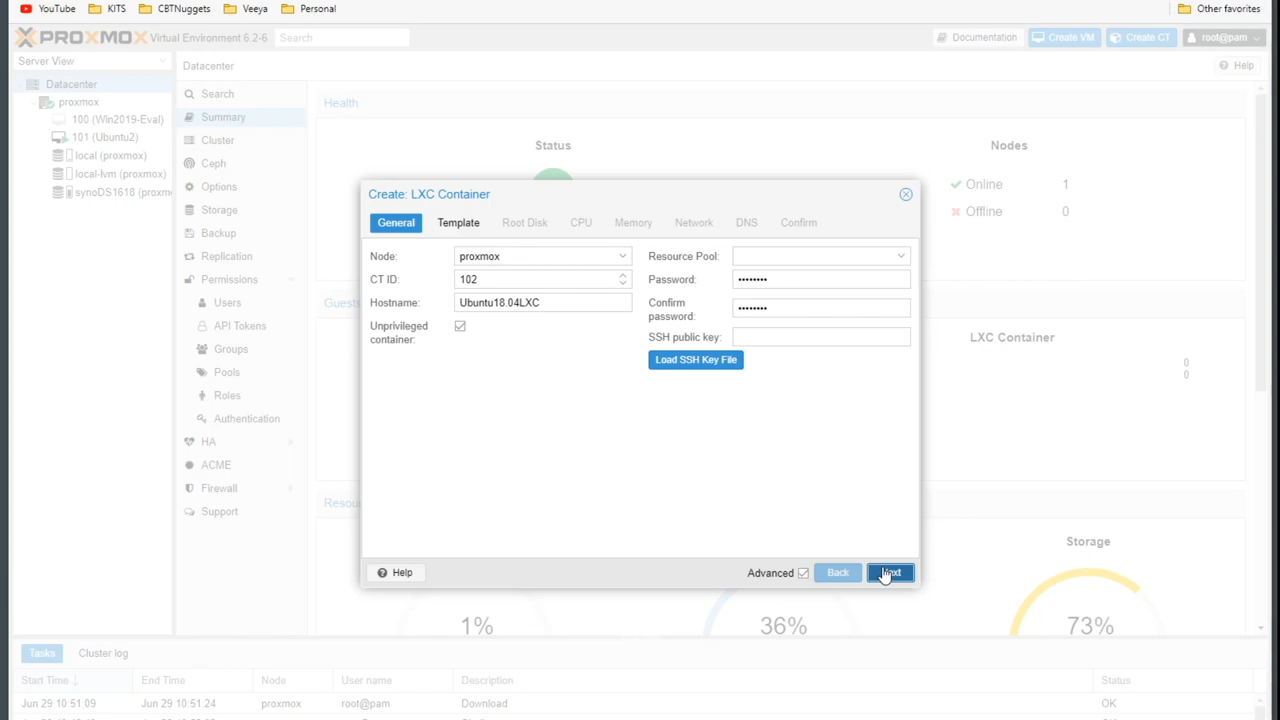 YouTube KITS CBTNuggets Veeya Personal Other favorites
PROXMOX Virtual Environment 6.2-6 Search Documentation Create VM Create CT root@pam
Server View Datacenter Help
Datacenter
proxmox
100 (Win2019-Eval)
101 (Ubuntu2)
local (proxmox)
local-lvm (proxmox)
synoDS1618 (proxm
Search
Summary
Cluster
Ceph
Options
Storage
Backup
Replication
Permissions
Users
API Tokens
Groups
Pools
Roles
Authentication
HA
ACME
Firewall
Support
Health
Status
Nodes
Online 1
Offline 0
Guests
LXC Container
0
0
Resou
Storage
1% 36% 73%
Create: LXC Container
General Template Root Disk CPU Memory Network DNS Confirm
Node: proxmox
CT ID: 102
Hostname: Ubuntu18.04LXC
Unprivileged
container:
Resource Pool:
Password: ••••••••
Confirm
password: ••••••••
SSH public key:
Load SSH Key File
Help Advanced Back Next
Tasks Cluster log
Start Time End Time Node User name Description Status
Jun 29 10:51:09 Jun 29 10:51:24 proxmox root@pam Download OK